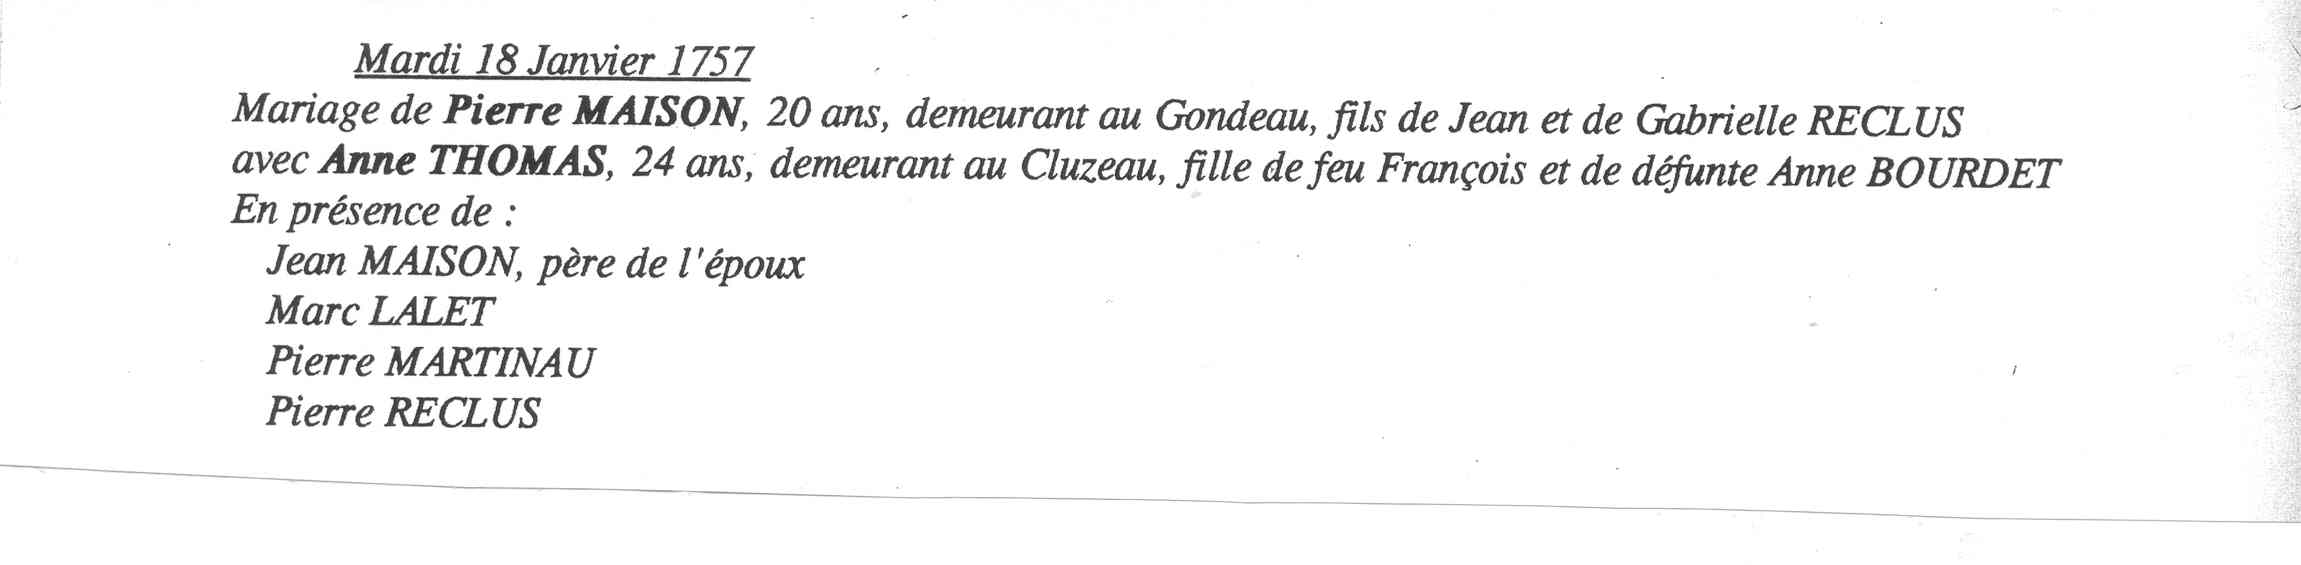 Mardi 18 Janvier 1757
Mariage de Pierre MAISON, 20 ans, demeurant au Gondeau, fils de Jean et de Gabrielle RECLUS
avec Anne THOMAS, 24 ans, demeurant au Cluzeau, fille de feu François et de défunte Anne BOURDET
En présence de :
Jean MAISON, père de l'époux
Marc LALET
Pierre MARTINAU
Pierre RECLUS